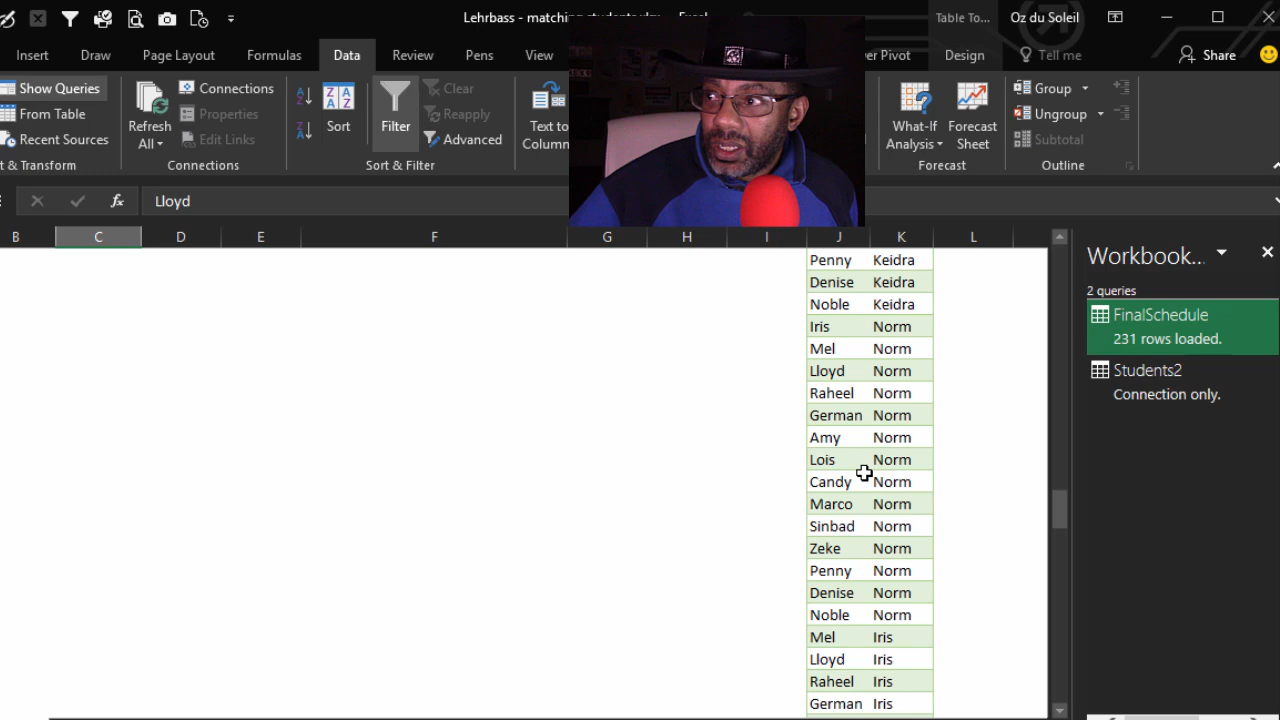 Lehrbass - matching
Table To...
Oz du Soleil
Insert
Draw
Page Layout
Formulas
Data
Review
Pens
View
Pivot
Design
Tell me
Share
Show Queries
From Table
Recent Sources
t & Transform
Refresh
All
Connections
Properties
Edit Links
Connections
Sort
Filter
Clear
Reapply
Advanced
Sort & Filter
Text to
Column
What-If
Analysis
Forecast
Sheet
Forecast
Group
Ungroup
Subtotal
Outline
fx Lloyd
B C D E F G H I J K L
Penny Keidra
Denise Keidra
Noble Keidra
Iris Norm
Mel Norm
Lloyd Norm
Raheel Norm
German Norm
Amy Norm
Lois Norm
Candy Norm
Marco Norm
Sinbad Norm
Zeke Norm
Penny Norm
Denise Norm
Noble Norm
Mel Iris
Lloyd Iris
Raheel Iris
German Iris
Workbook...
2 queries
FinalSchedule
231 rows loaded.
Students2
Connection only.